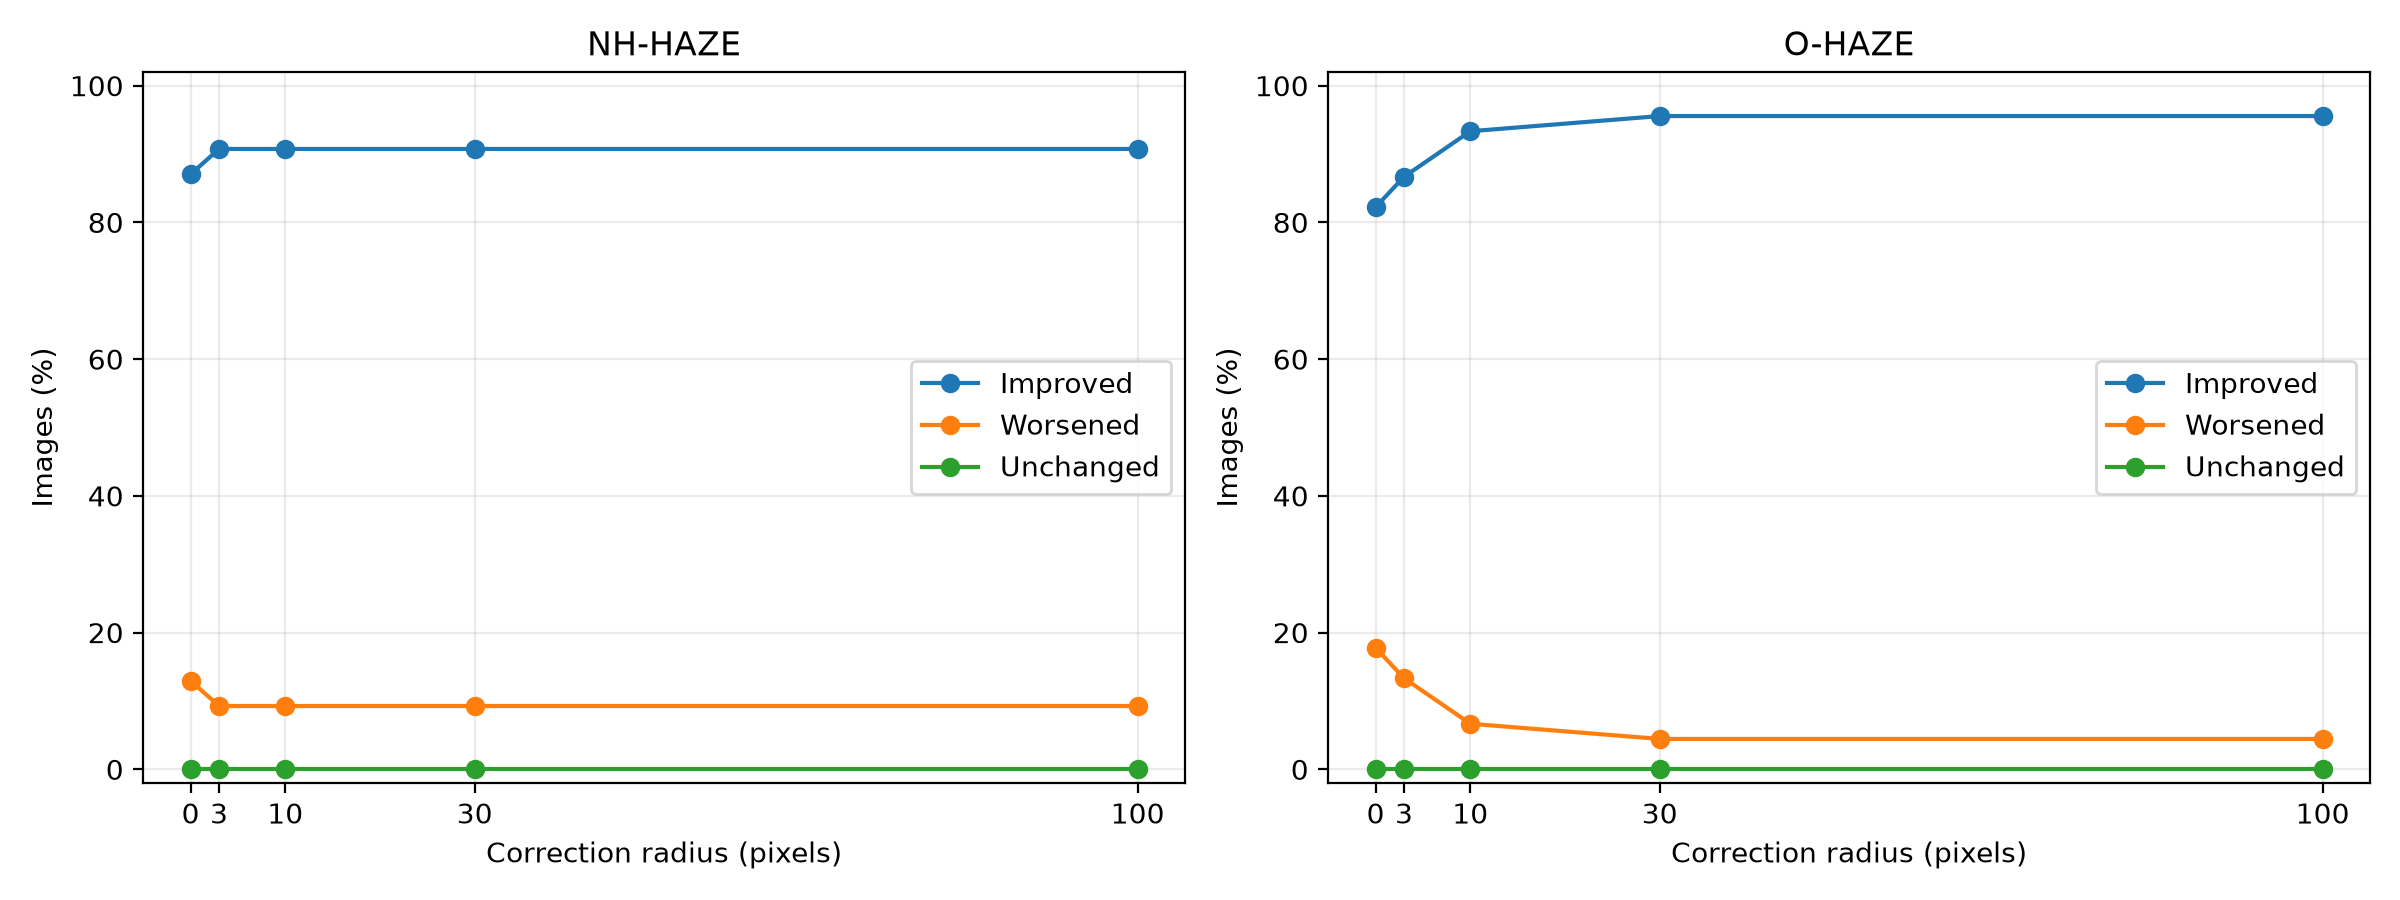 NH-HAZE
100
80
60
40
20
0
Images (%)
Improved
Worsened
Unchanged
0 3 10 30 100
Correction radius (pixels)
O-HAZE
100
80
60
40
20
0
Images (%)
Improved
Worsened
Unchanged
0 3 10 30 100
Correction radius (pixels)